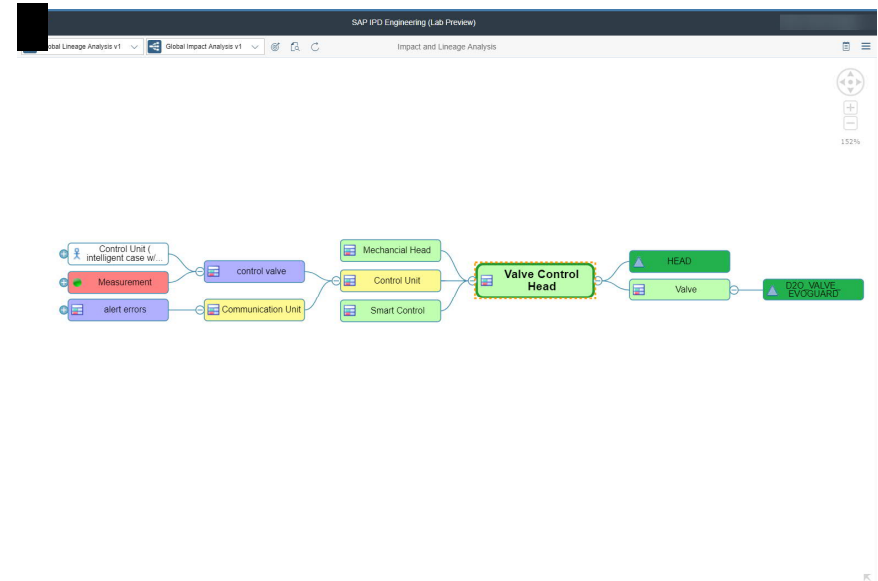 SAP IPD Engineering (Lab Preview)
obal Lineage Analysis v1
Global Impact Analysis v1
Impact and Lineage Analysis
152%
Control Unit (
intelligent case w/...
Measurement
alert errors
control valve
Communication Unit
Mechancial Head
Control Unit
Smart Control
Valve Control
Head
HEAD
Valve
D2O_VALVE_
EVOGUARD